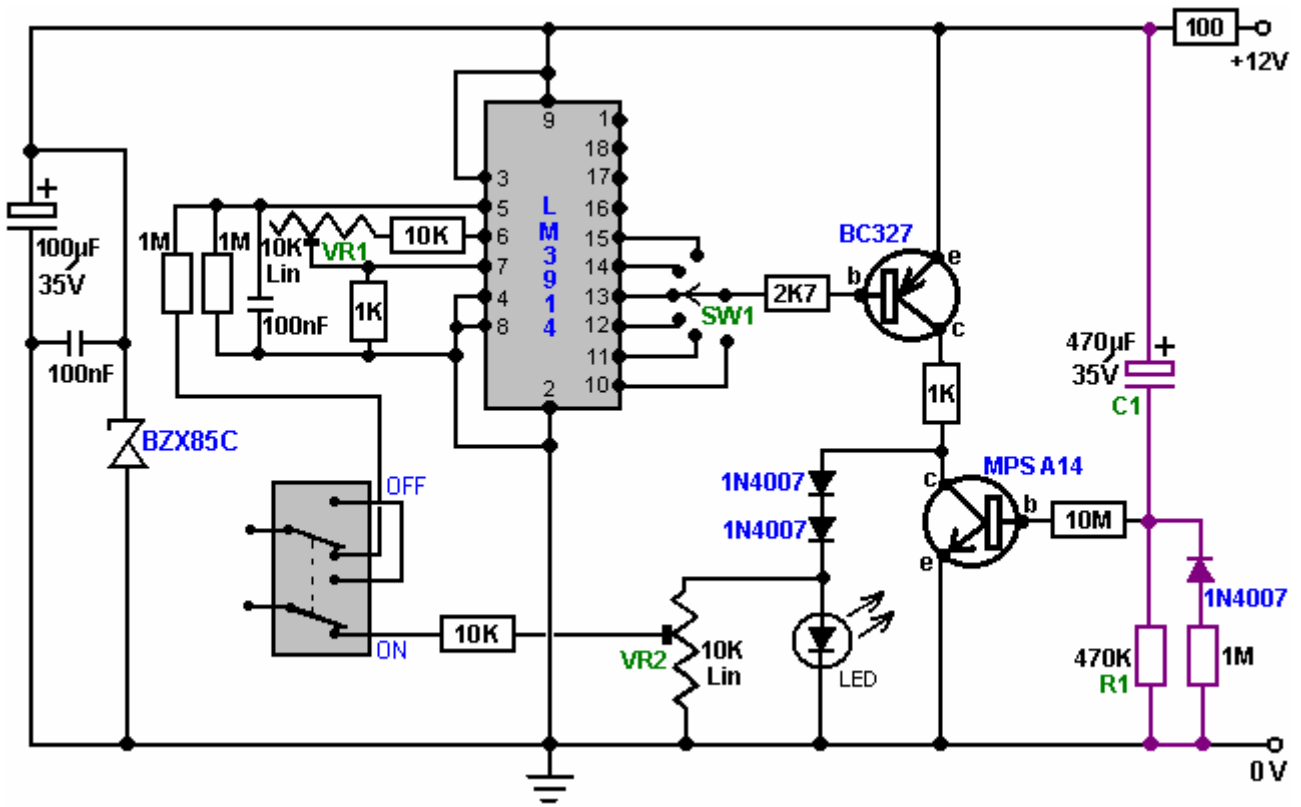 100
+12V
9
1
18
17
16
15
14
13
12
11
10
3
5
6
7
4
8
2
LM3914
+
100µF
35V
100nF
BZX85C
1M
1M
100nF
10K
Lin
VR1
10K
1K
SW1
2K7
BC327
b
e
c
1K
470µF
35V
+
C1
MPSA14
c
b
e
10M
1N4007
1N4007
1N4007
470K
R1
1M
OFF
ON
10K
VR2
10K
Lin
LED
0V